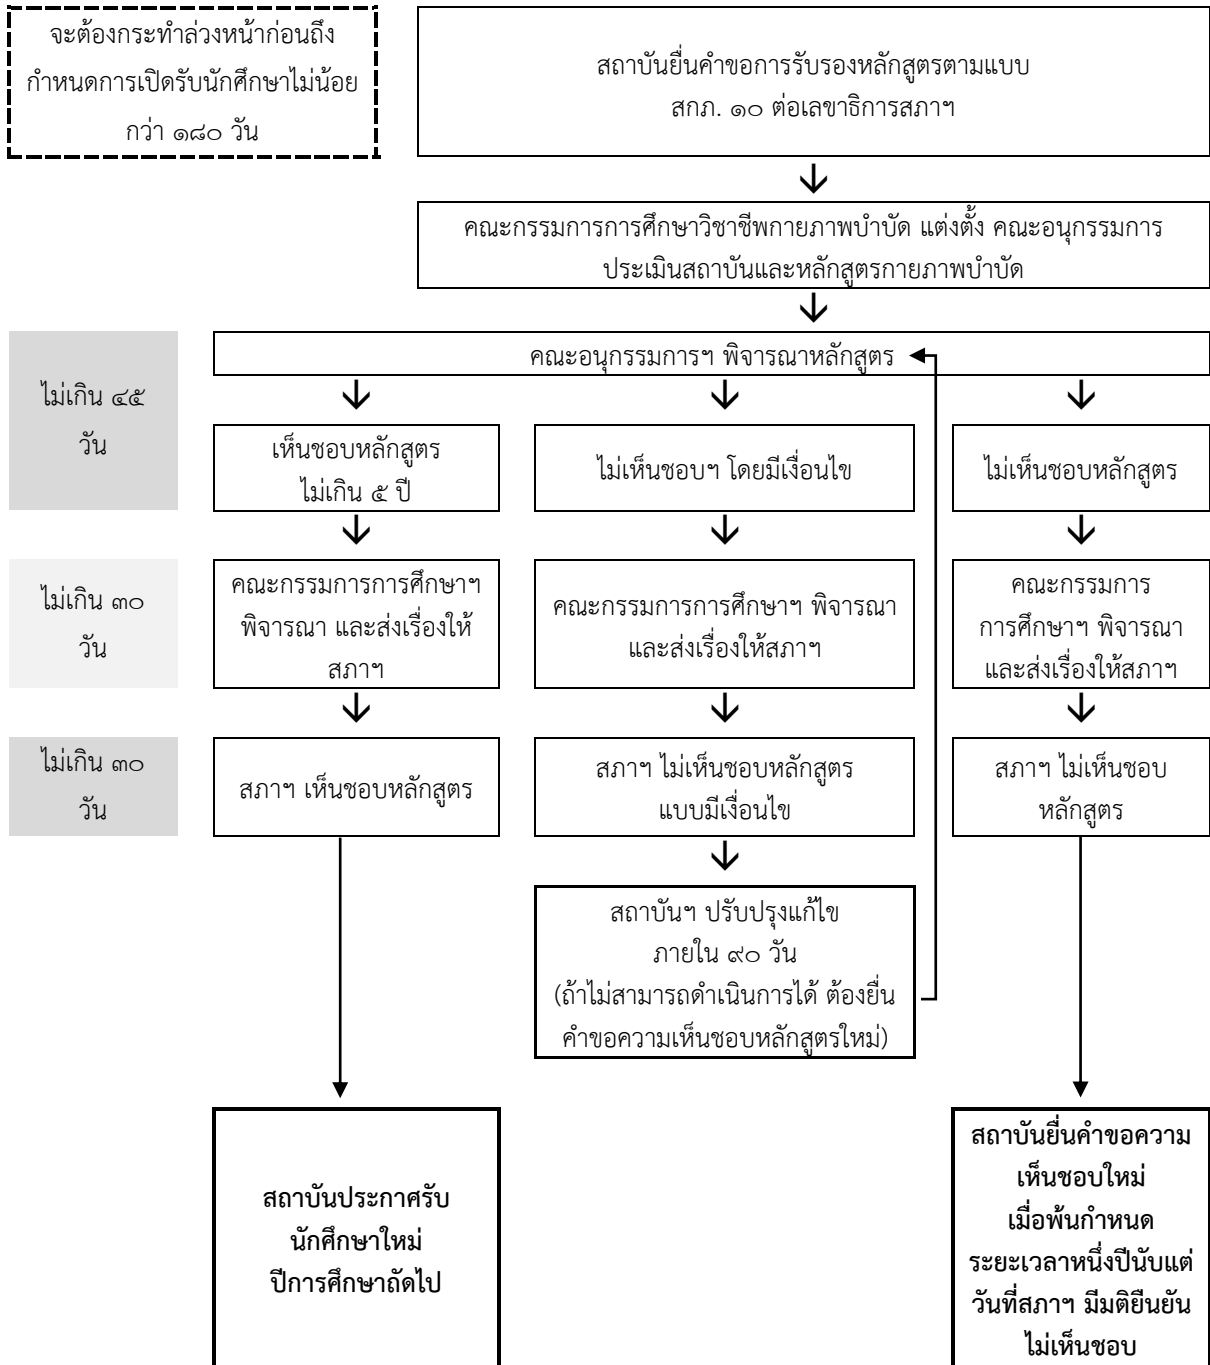 จะต้องกระทำล่วงหน้าก่อนถึง
กำหนดการเปิดรับนักศึกษาไม่น้อย
กว่า ๑๘๐ วัน
สถาบันยื่นคำขอการรับรองหลักสูตรตามแบบ
สกภ. ๑๐ ต่อเลขาธิการสภาฯ
คณะกรรมการการศึกษาวิชาชีพกายภาพบำบัด แต่งตั้ง คณะอนุกรรมการ
ประเมินสถาบันและหลักสูตรกายภาพบำบัด
คณะอนุกรรมการฯ พิจารณาหลักสูตร
ไม่เกิน ๔๕
วัน
เห็นชอบหลักสูตร
ไม่เกิน ๕ ปี
ไม่เห็นชอบฯ โดยมีเงื่อนไข
ไม่เห็นชอบหลักสูตร
ไม่เกิน ๓๐
วัน
คณะกรรมการการศึกษาฯ
พิจารณา และส่งเรื่องให้
สภาฯ
คณะกรรมการการศึกษาฯ พิจารณา
และส่งเรื่องให้สภาฯ
คณะกรรมการ
การศึกษาฯ พิจารณา
และส่งเรื่องให้สภาฯ
ไม่เกิน ๓๐
วัน
สภาฯ เห็นชอบหลักสูตร
สภาฯ ไม่เห็นชอบหลักสูตร
แบบมีเงื่อนไข
สภาฯ ไม่เห็นชอบ
หลักสูตร
สถาบันฯ ปรับปรุงแก้ไข
ภายใน ๙๐ วัน
(ถ้าไม่สามารถดำเนินการได้ ต้องยื่น
คำขอความเห็นชอบหลักสูตรใหม่)
สถาบันประกาศรับ
นักศึกษาใหม่
ปีการศึกษาถัดไป
สถาบันยื่นคำขอความ
เห็นชอบใหม่
เมื่อพ้นกำหนด
ระยะเวลาหนึ่งปีนับแต่
วันที่สภาฯ มีมติยืนยัน
ไม่เห็นชอบ